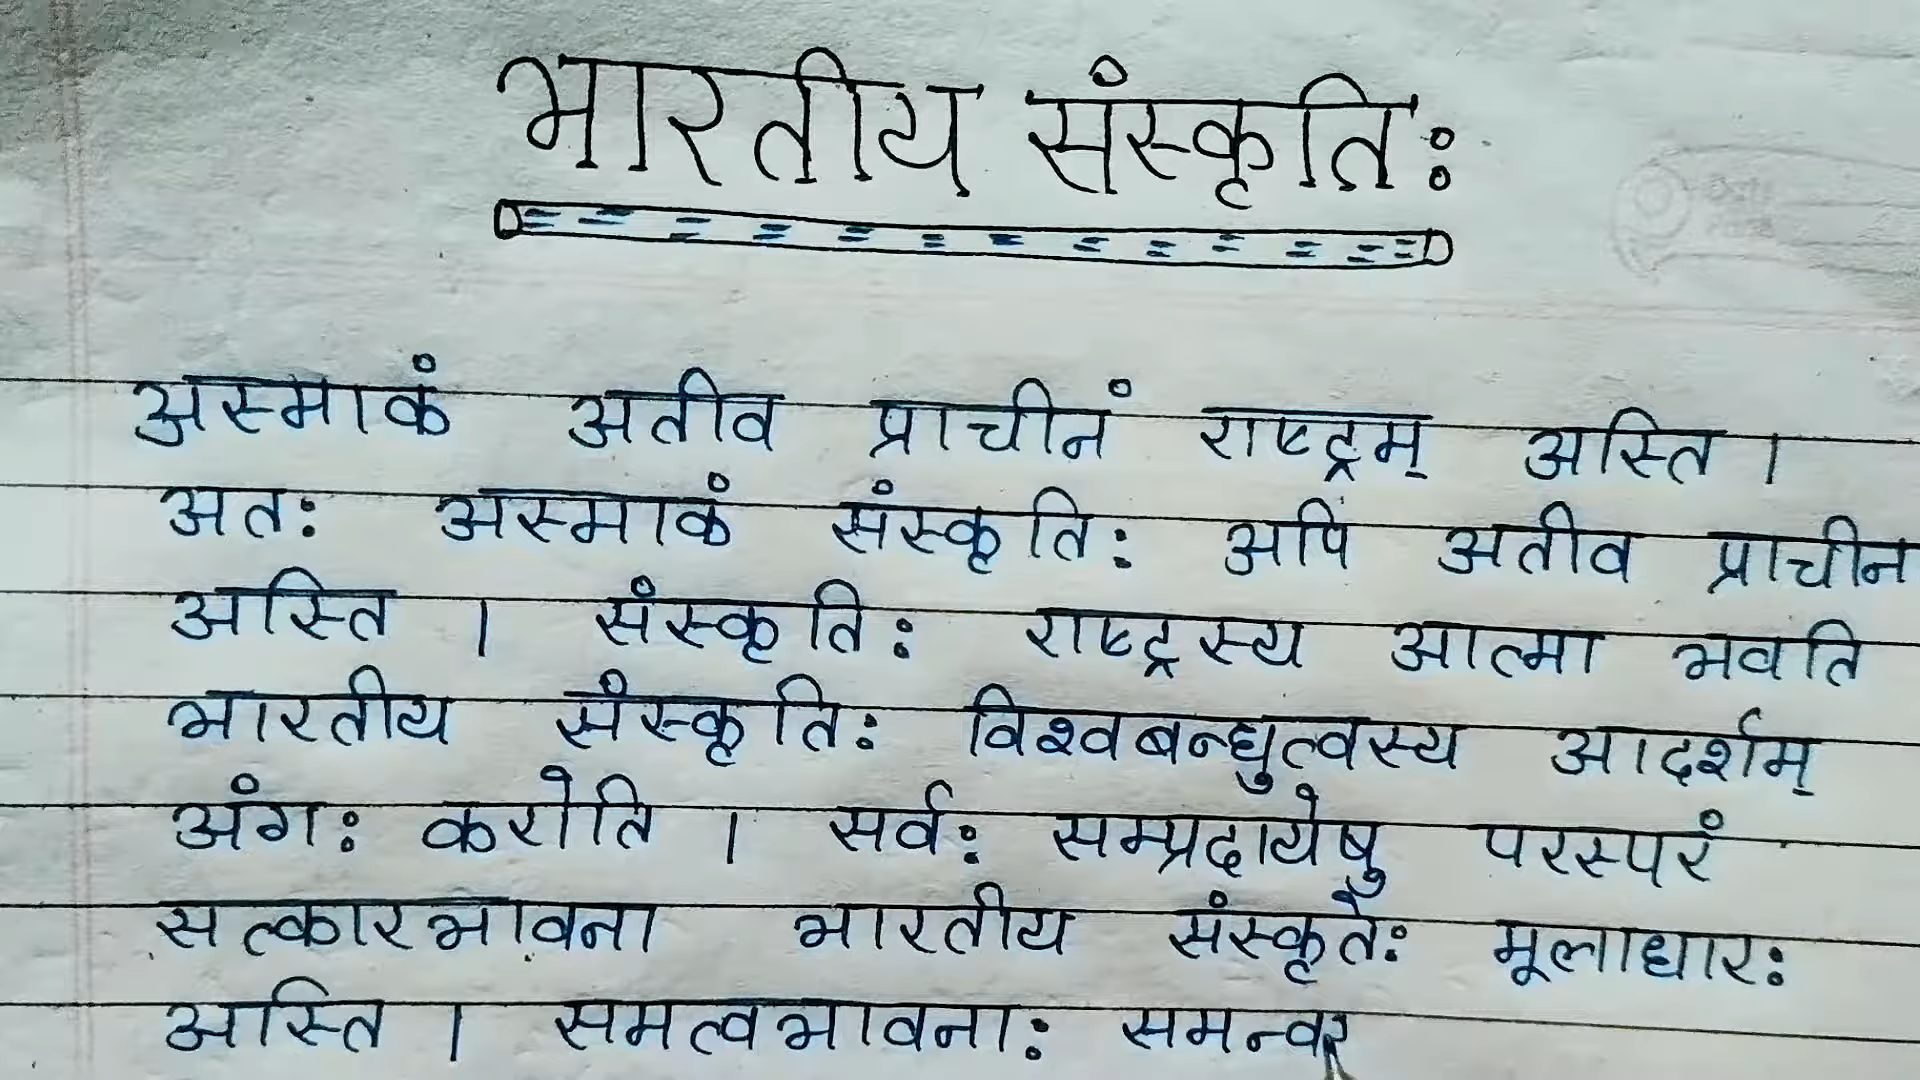 भारतीय संस्कृतिः
अस्माकं अतीव प्राचीनं राष्ट्रम् अस्ति ।
अतः अस्माकं संस्कृतिः अपि अतीव प्राचीन
अस्ति । संस्कृतिः राष्ट्रस्य आत्मा भवति
भारतीय संस्कृतिः विश्वबन्धुत्वस्य आदर्शम्
अंगः करोति । सर्वः सम्प्रदायेषु परस्परं
सत्कारभावना भारतीय संस्कृतेः मूलाधारः
अस्ति । समत्वभावनाः